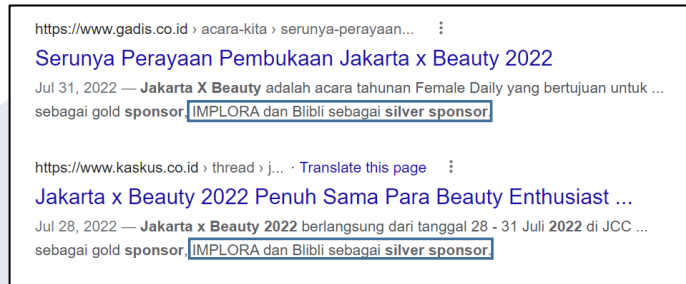 https://www.gadis.co.id › acara-kita › serunya-perayaan...
Serunya Perayaan Pembukaan Jakarta x Beauty 2022
Jul 31, 2022 — Jakarta X Beauty adalah acara tahunan Female Daily yang bertujuan untuk ...
sebagai gold sponsor, IMPLORA dan Blibli sebagai silver sponsor.
https://www.kaskus.co.id › thread › j... · Translate this page
Jakarta x Beauty 2022 Penuh Sama Para Beauty Enthusiast ...
Jul 28, 2022 — Jakarta x Beauty 2022 berlangsung dari tanggal 28 - 31 Juli 2022 di JCC ...
sebagai gold sponsor, IMPLORA dan Blibli sebagai silver sponsor.